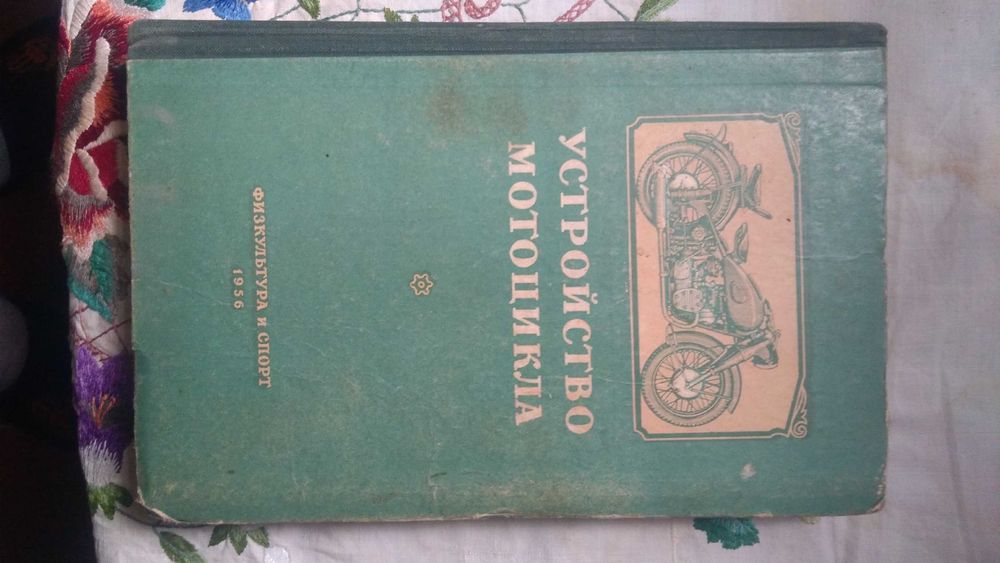 УСТРОЙСТВО
МОТОЦИКЛА
ФИЗКУЛЬТУРА И СПОРТ
1956